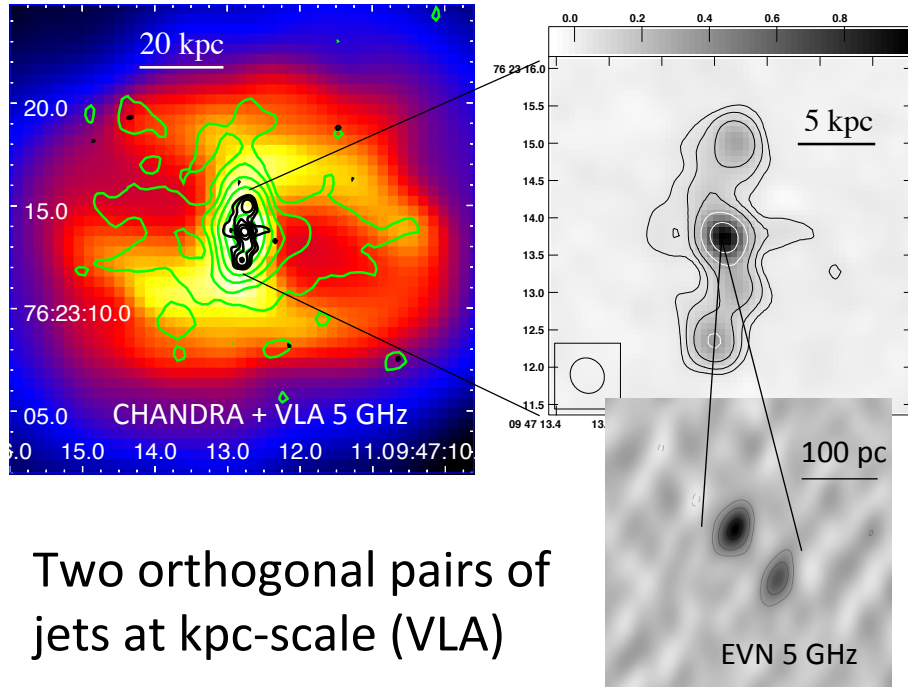 20 kpc
20.0
15.0
76:23:10.0
05.0
CHANDRA + VLA 5 GHz
15.0 14.0 13.0 12.0 11.0 9:47:10.
0.0 0.2 0.4 0.6 0.8
76 23 16.0
15.5
5 kpc
15.0
14.5
14.0
13.5
13.0
12.5
12.0
11.5
09 47 13.4
100 pc
EVN 5 GHz
Two orthogonal pairs of
jets at kpc-scale (VLA)